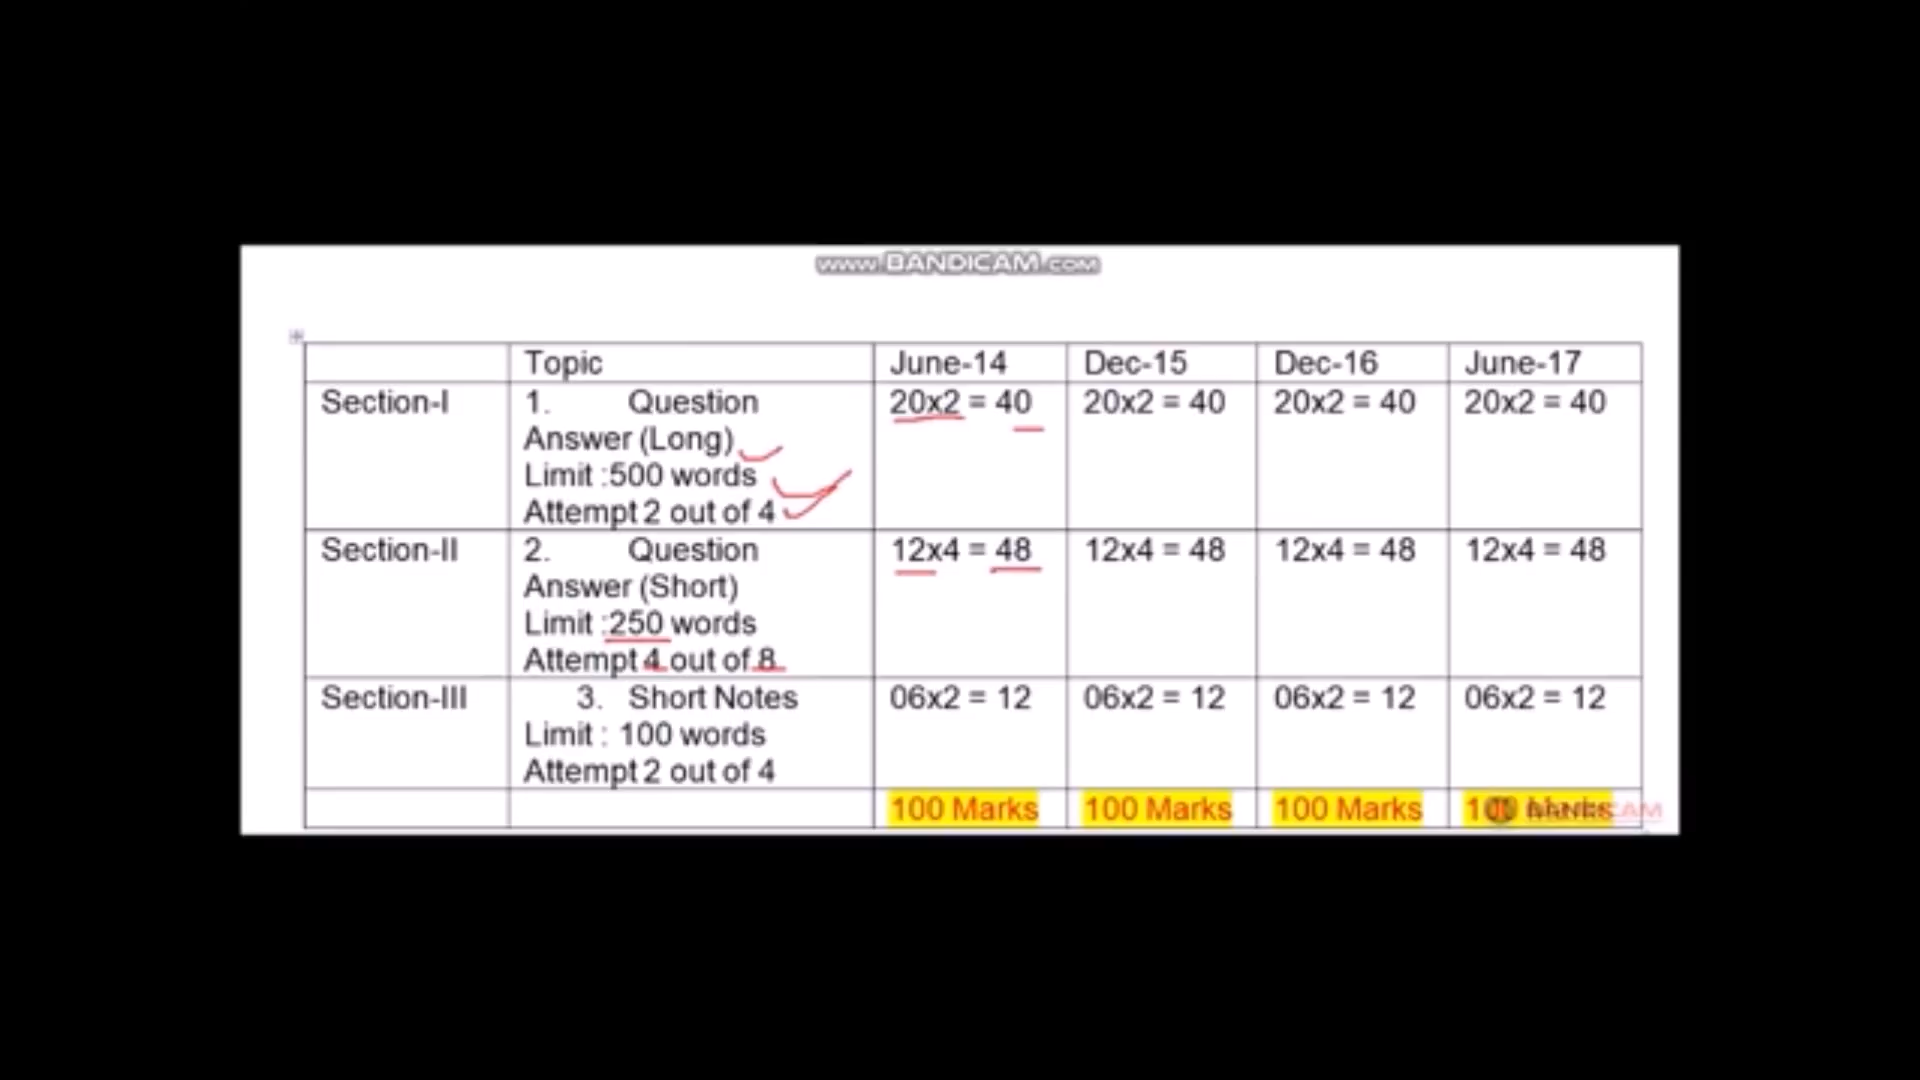 www.BANDICAM.com
Topic June-14 Dec-15 Dec-16 June-17
Section-I 1. Question 20x2 = 40 20x2 = 40 20x2 = 40 20x2 = 40
Answer (Long)
Limit :500 words
Attempt 2 out of 4
Section-II 2. Question 12x4 = 48 12x4 = 48 12x4 = 48 12x4 = 48
Answer (Short)
Limit :250 words
Attempt 4 out of 8
Section-III 3. Short Notes 06x2 = 12 06x2 = 12 06x2 = 12 06x2 = 12
Limit : 100 words
Attempt 2 out of 4
100 Marks 100 Marks 100 Marks 100 Marks
BANDICAM